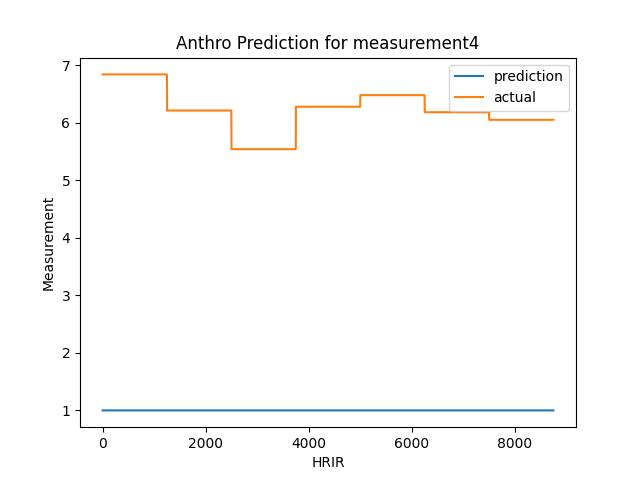 Anthro Prediction for measurement4
prediction
actual
7
6
5
4
3
2
1
Measurement
0
2000
4000
6000
8000
HRIR